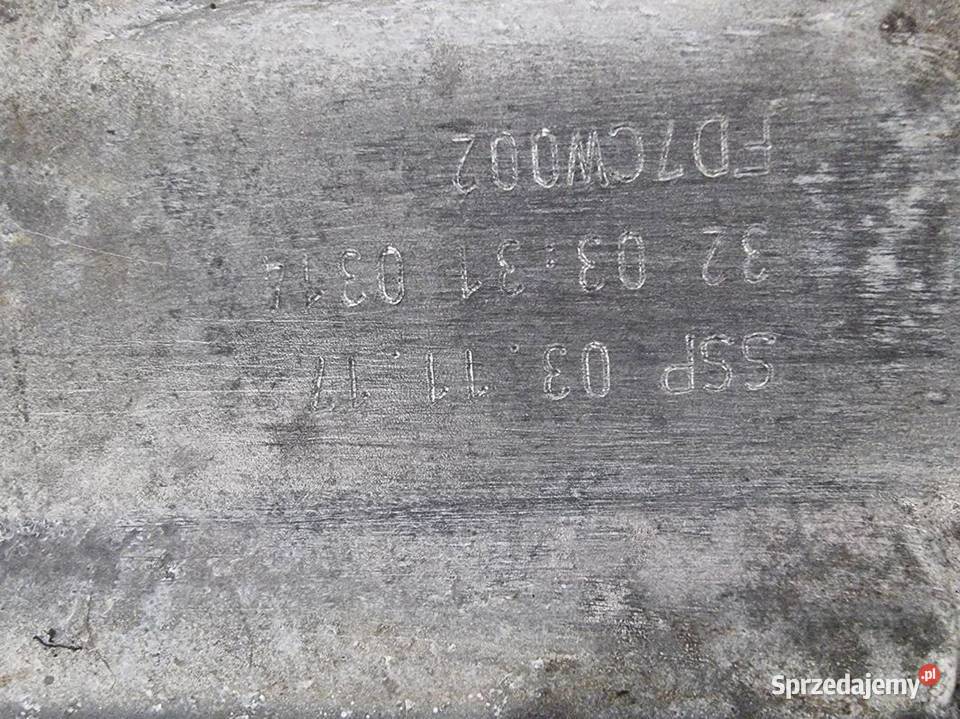 SSP 03.11.17
32 03:31 0314
FD7CW002
Sprzedajemy.pl